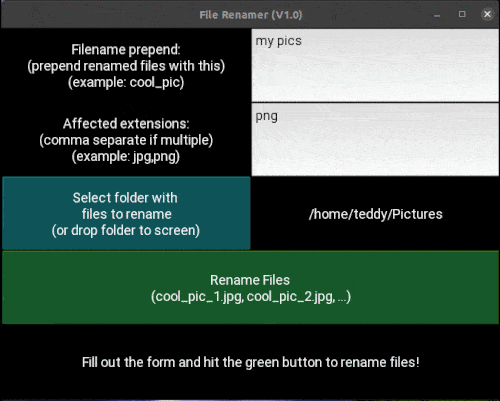 File Renamer (V1.0)
Filename prepend:
(prepend renamed files with this)
(example: cool_pic)
my pics
Affected extensions:
(comma separate if multiple)
(example: jpg,png)
png
Select folder with
files to rename
(or drop folder to screen)
/home/teddy/Pictures
Rename Files
(cool_pic_1.jpg, cool_pic_2.jpg, ...)
Fill out the form and hit the green button to rename files!